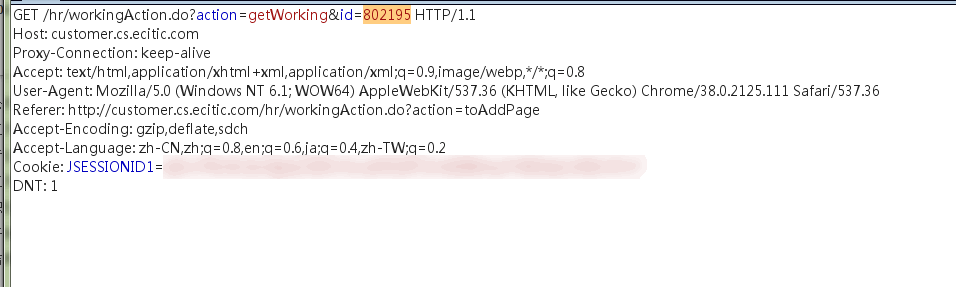 GET /hr/workingAction.do?action=getWorking&id=802195 HTTP/1.1
Host: customer.cs.ecitic.com
Proxy-Connection: keep-alive
Accept: text/html,application/xhtml+xml,application/xml;q=0.9,image/webp,*/*;q=0.8
User-Agent: Mozilla/5.0 (Windows NT 6.1; WOW64) AppleWebKit/537.36 (KHTML, like Gecko) Chrome/38.0.2125.111 Safari/537.36
Referer: http://customer.cs.ecitic.com/hr/workingAction.do?action=toAddPage
Accept-Encoding: gzip,deflate,sdch
Accept-Language: zh-CN,zh;q=0.8,en;q=0.6,ja;q=0.4,zh-TW;q=0.2
Cookie: JSESSIONID1=
DNT: 1